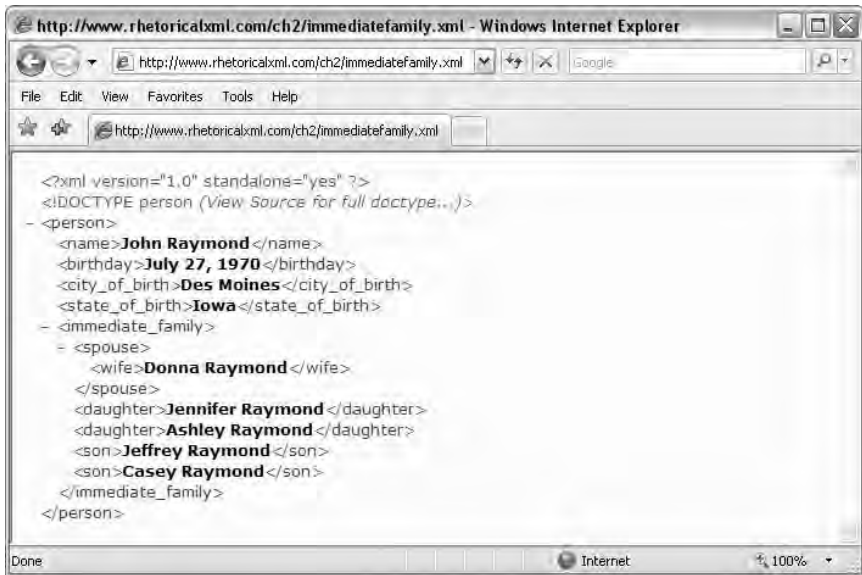 http://www.rhetoricalxml.com/ch2/immediatefamily.xml - Windows Internet Explorer
http://www.rhetoricalxml.com/ch2/immediatefamily.xml Google
File Edit View Favorites Tools Help
http://www.rhetoricalxml.com/ch2/immediatefamily.xml
<?xml version="1.0" standalone="yes" ?>
<!DOCTYPE person (View Source for full doctype...)>
- <person>
<name>John Raymond</name>
<birthday>July 27, 1970</birthday>
<city_of_birth>Des Moines</city_of_birth>
<state_of_birth>Iowa</state_of_birth>
- <immediate_family>
- <spouse>
<wife>Donna Raymond</wife>
</spouse>
<daughter>Jennifer Raymond</daughter>
<daughter>Ashley Raymond</daughter>
<son>Jeffrey Raymond</son>
<son>Casey Raymond</son>
</immediate_family>
</person>
Done Internet 100%